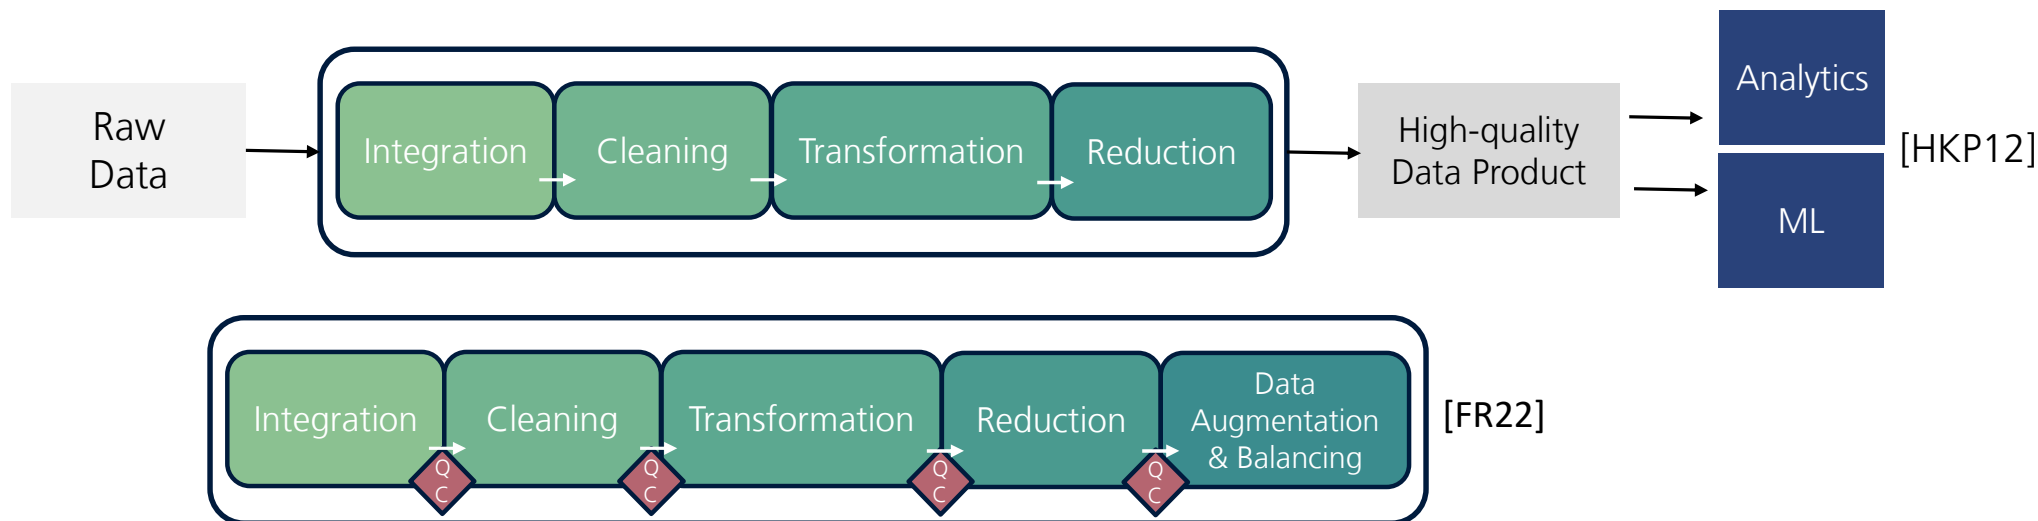 Raw
Data
Integration
Cleaning
Transformation
Reduction
High-quality
Data Product
Analytics
ML
[HKP12]
Integration
Cleaning
Transformation
Reduction
Data
Augmentation
& Balancing
Q
C
Q
C
Q
C
Q
C
[FR22]